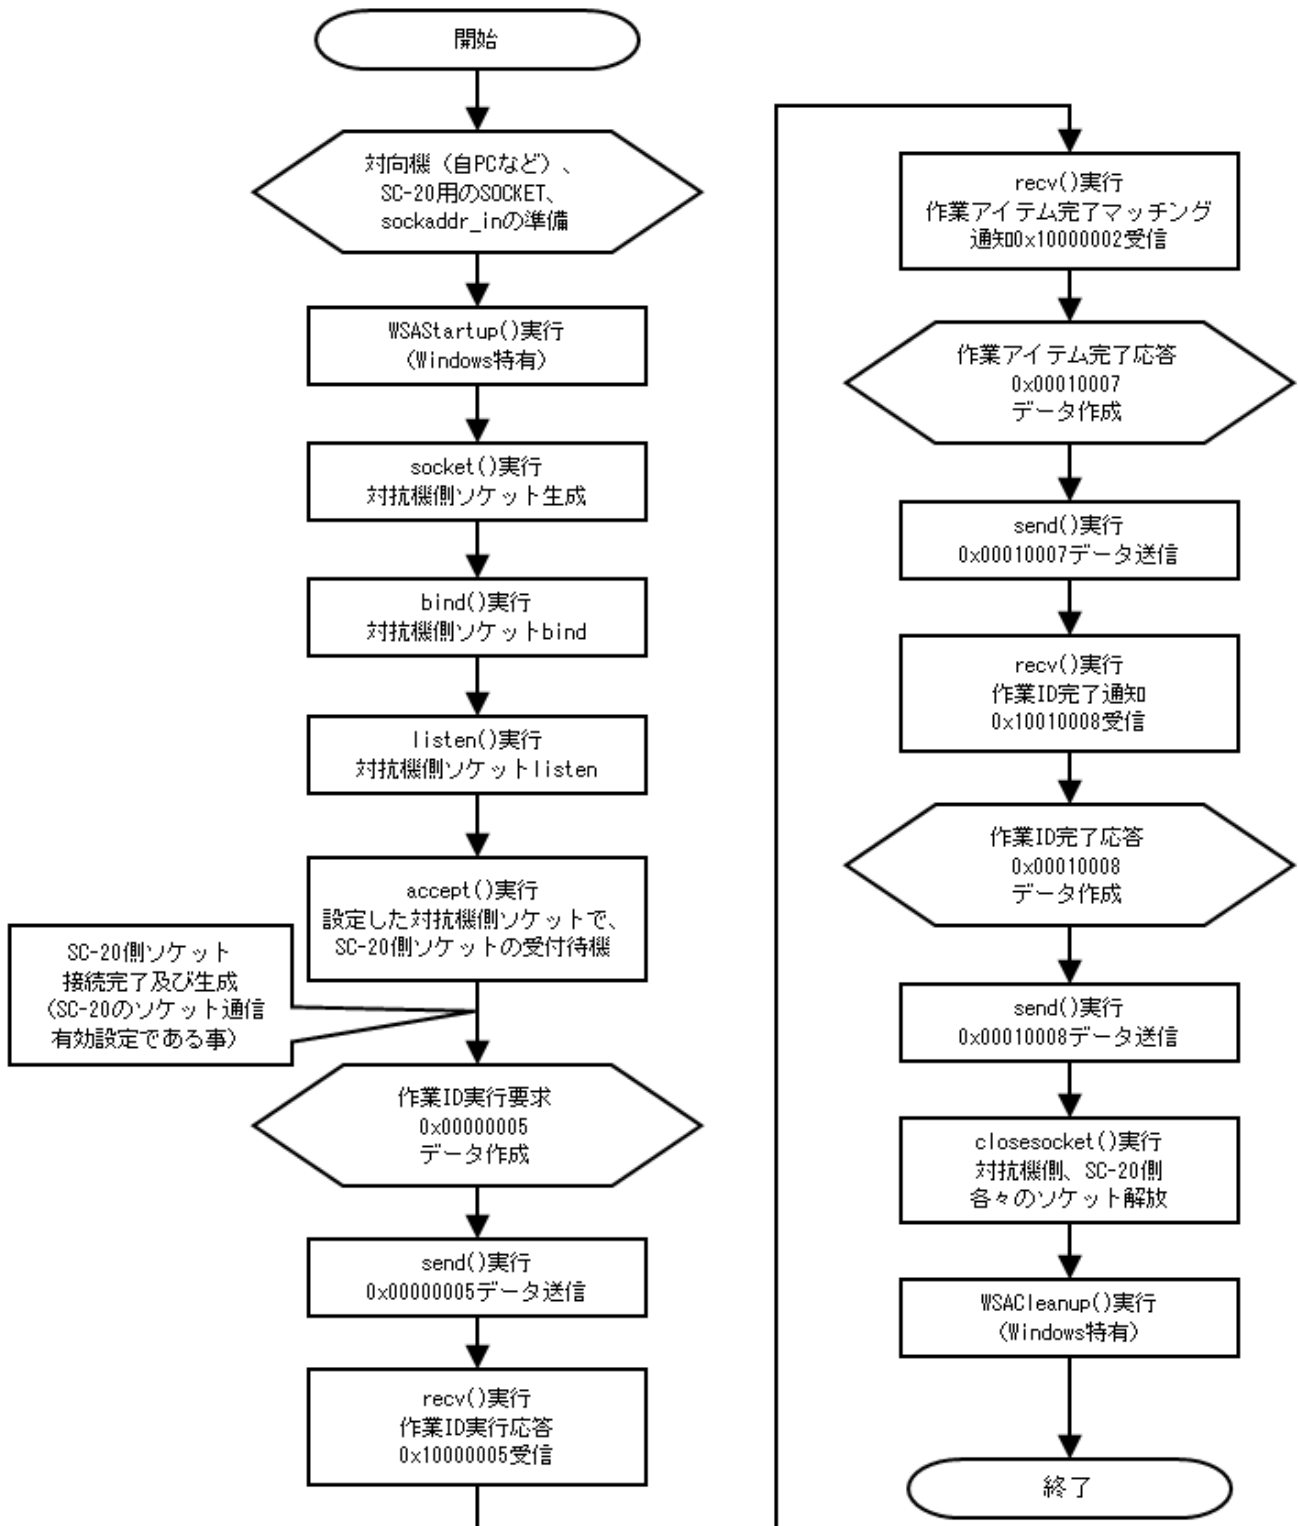 開始
対向機（自PCなど）、
SC-20用のSOCKET、
sockaddr_inの準備
WSAStartup()実行
(Windows特有)
socket()実行
対抗機側ソケット生成
bind()実行
対抗機側ソケットbind
listen()実行
対抗機側ソケットlisten
accept()実行
設定した対抗機側ソケットで、
SC-20側ソケットの受付待機
SC-20側ソケット
接続完了及び生成
(SC-20のソケット通信
有効設定である事)
作業ID実行要求
0x00000005
データ作成
send()実行
0x00000005データ送信
recv()実行
作業ID実行応答
0x10000005受信
recv()実行
作業アイテム完了マッチング
通知0x10000002受信
作業アイテム完了応答
0x00010007
データ作成
send()実行
0x00010007データ送信
recv()実行
作業ID完了通知
0x10010008受信
作業ID完了応答
0x00010008
データ作成
send()実行
0x00010008データ送信
closesocket()実行
対抗機側、SC-20側
各々のソケット解放
WSACleanup()実行
(Windows特有)
終了